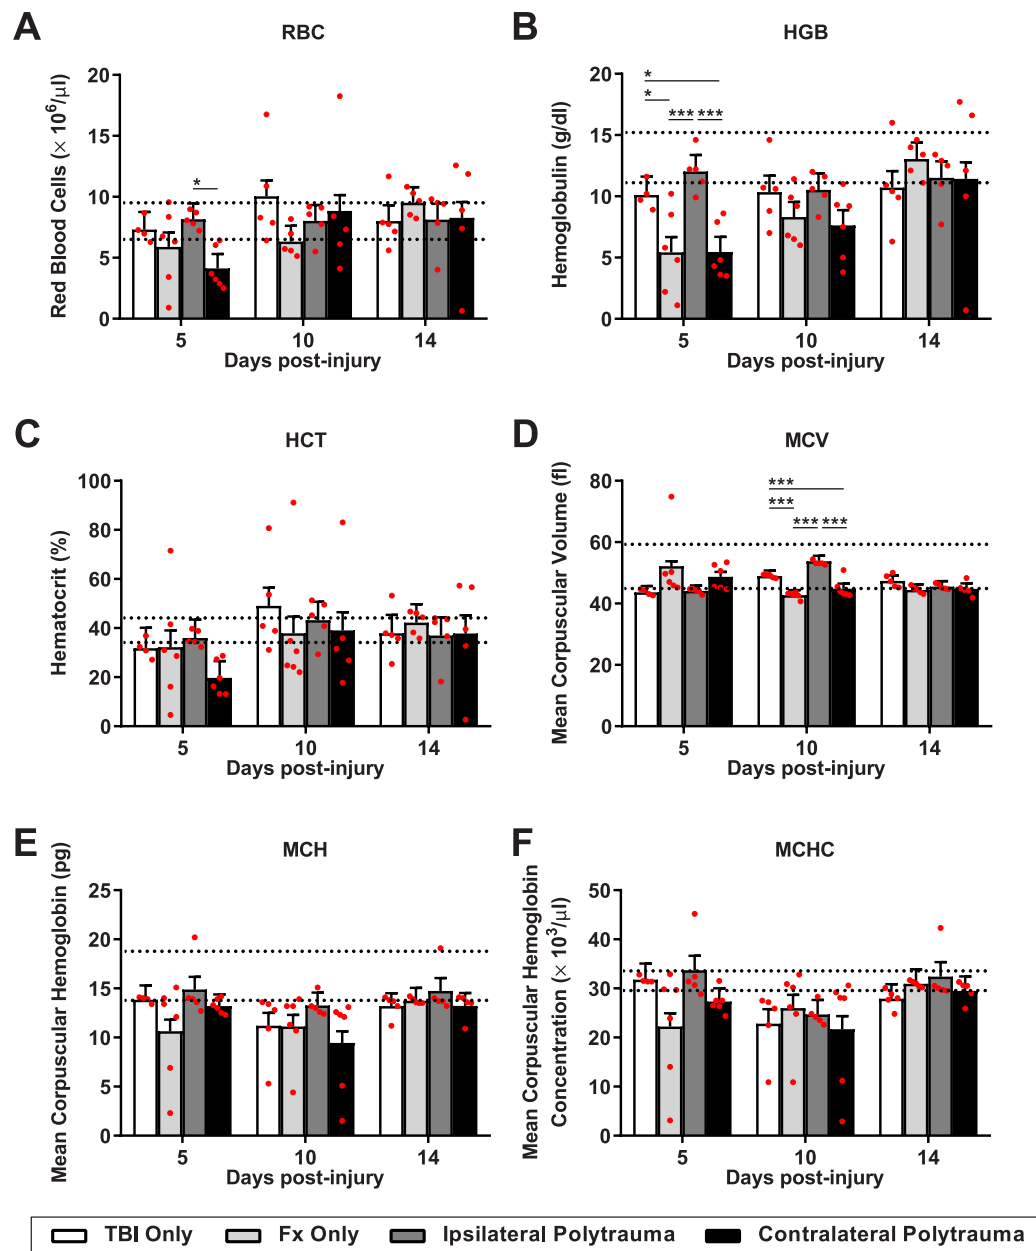 A
RBC
Red Blood Cells (× 10⁶/µl)
20
15
10
5
0
*
5
10
14
Days post-injury
B
HGB
Hemoglobulin (g/dl)
20
15
10
5
0
*
*
*** ***
5
10
14
Days post-injury
C
HCT
Hematocrit (%)
100
80
60
40
20
0
5
10
14
Days post-injury
D
MCV
Mean Corpuscular Volume (fl)
80
60
40
20
0
***
***
*** ***
5
10
14
Days post-injury
E
MCH
Mean Corpuscular Hemoglobin (pg)
25
20
15
10
5
0
5
10
14
Days post-injury
F
MCHC
Mean Corpuscular Hemoglobin
Concentration (× 10³/µl)
50
40
30
20
10
0
5
10
14
Days post-injury
TBI Only
Fx Only
Ipsilateral Polytrauma
Contralateral Polytrauma